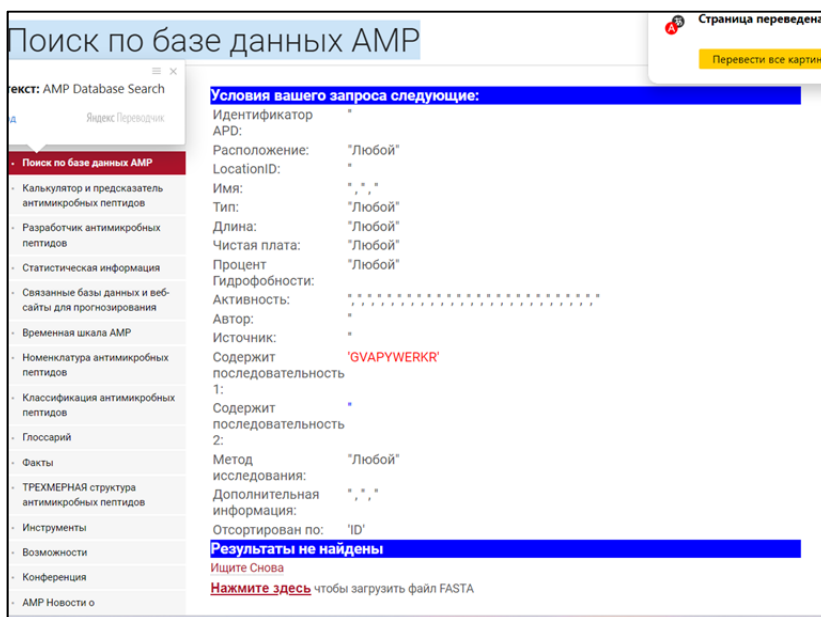 Поиск по базе данных AMP
Страница переведена
Перевести все картин
текст: AMP Database Search
Яндекс Переводчик
Поиск по базе данных AMP
Калькулятор и предсказатель
антимикробных пептидов
Разработчик антимикробных
пептидов
Статистическая информация
Связанные базы данных и веб-
сайты для прогнозирования
Временная шкала AMP
Номенклатура антимикробных
пептидов
Классификация антимикробных
пептидов
Глоссарий
Факты
ТРЕХМЕРНАЯ структура
антимикробных пептидов
Инструменты
Возможности
Конференция
AMP Новости о
Условия вашего запроса следующие:
Идентификатор "
APD:
Расположение: "Любой"
LocationID: "
Имя: ", ", "
Тип: "Любой"
Длина: "Любой"
Чистая плата: "Любой"
Процент "Любой"
Гидрофобности:
Активность: ", ", ", ", ", ", ", ", ", ", ", ", ", ", ", ", ", ", ", ", ", ", ", ", ", "
Автор: "
Источник: "
Содержит 'GVAPYWERKR'
последовательность
1:
Содержит "
последовательность
2:
Метод "Любой"
исследования:
Дополнительная ", ", "
информация:
Отсортирован по: 'ID'
Результаты не найдены
Ищите Снова
Нажмите здесь чтобы загрузить файл FASTA